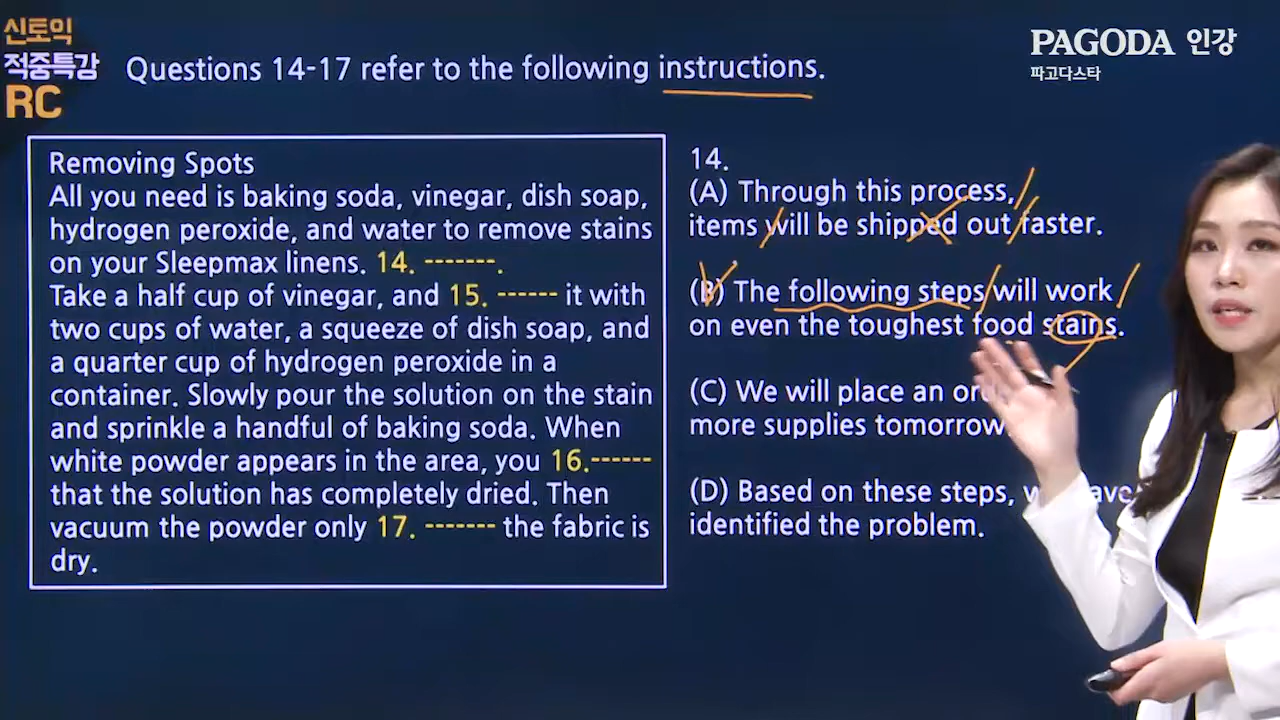 신토익
적중특강
RC
Questions 14-17 refer to the following instructions.
PAGODA 인강
파고다스타
Removing Spots
All you need is baking soda, vinegar, dish soap,
hydrogen peroxide, and water to remove stains
on your Sleepmax linens. 14. -------.
Take a half cup of vinegar, and 15. ------ it with
two cups of water, a squeeze of dish soap, and
a quarter cup of hydrogen peroxide in a
container. Slowly pour the solution on the stain
and sprinkle a handful of baking soda. When
white powder appears in the area, you 16.------
that the solution has completely dried. Then
vacuum the powder only 17. ------- the fabric is
dry.
14.
(A) Through this process,
items will be shipped out faster.
(B) The following steps will work
on even the toughest food stains.
(C) We will place an
more supplies tomorrow
(D) Based on these steps,
identified the problem.